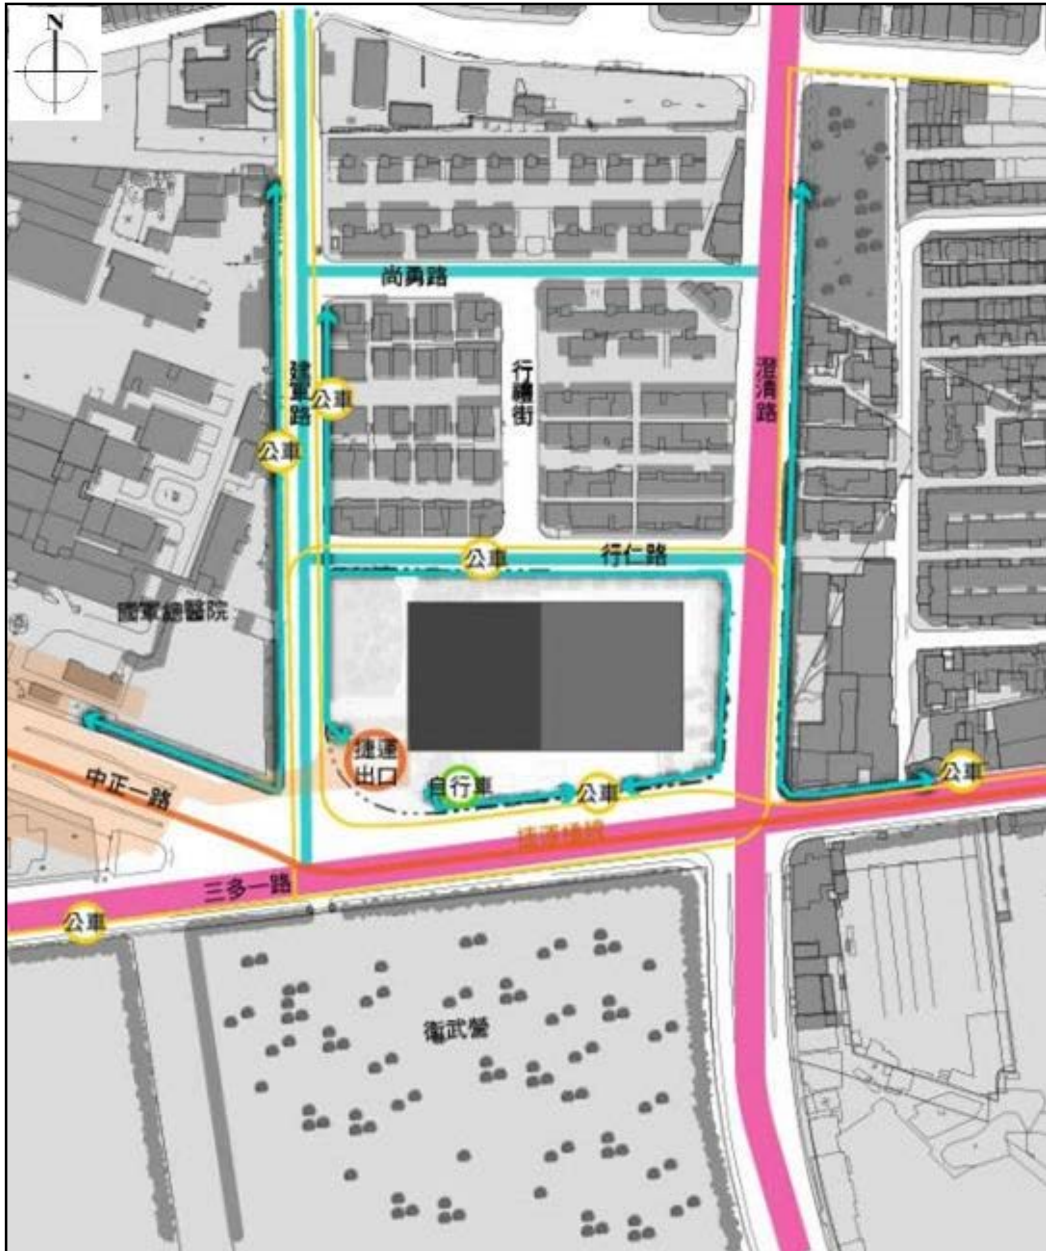 N
尚勇路
建軍路
公車
行禮街
澄清路
公車
公車
行仁路
國軍總醫院
捷運
出口
中正一路
自行車
公車
公車
捷運橘線
三多一路
公車
衛武營